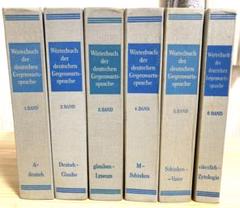 Wörterbuch
der
deutschen
Gegenwarts-
sprache
1. BAND
A-
deutsch
Wörterbuch
der
deutschen
Gegenwarts-
sprache
2. BAND
Deutsch-
Glaube
Wörterbuch
der
deutschen
Gegenwarts-
sprache
3. BAND
glauben-
Lyzeum
Wörterbuch
der
deutschen
Gegenwarts-
sprache
4. BAND
M-
Schinken
Wörterbuch
der
deutschen
Gegenwarts-
sprache
5. BAND
Schinken-
Wörterbuch
der
deutschen
Gegenwarts-
sprache
6. BAND
Zytologie